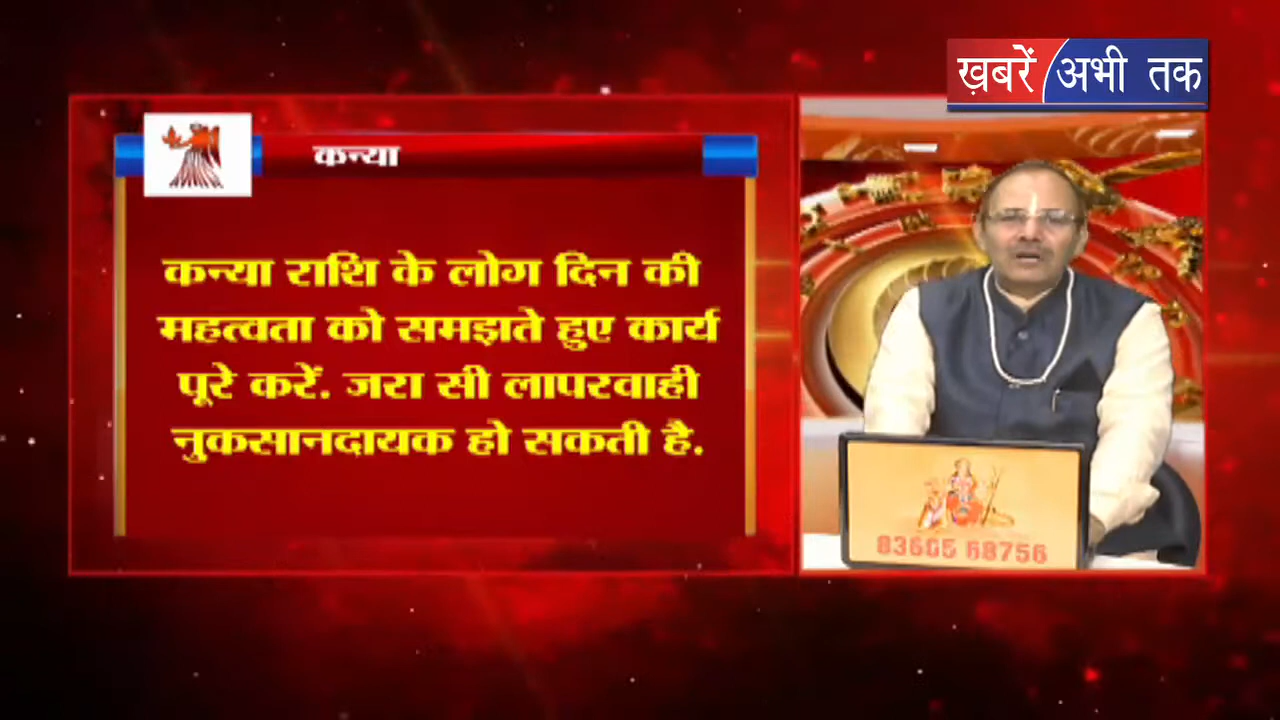 ख़बरें अभी तक
कन्या
कन्या राशि के लोग दिन की
महत्वता को समझते हुए कार्य
पूरे करें. जरा सी लापरवाही
नुकसानदायक हो सकती है.
83605 68756